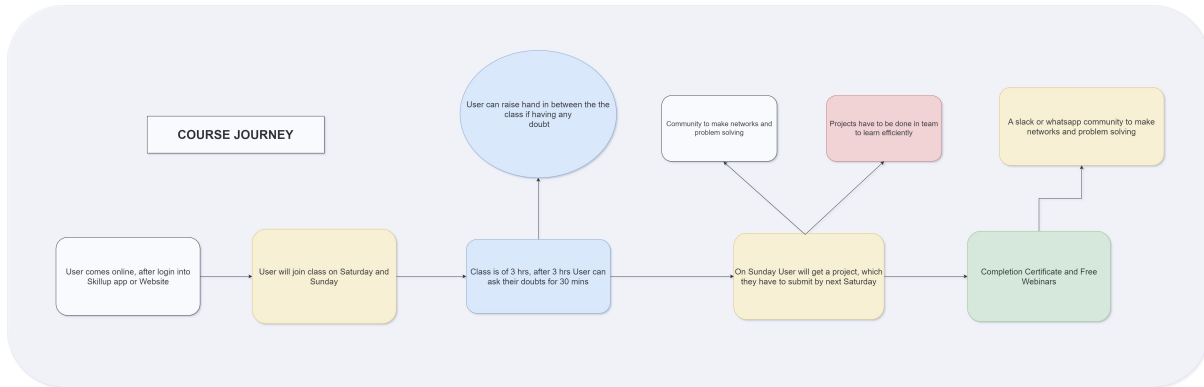 User can raise hand in between the the
class if having any
doubt
Community to make networks and
problem solving
Projects have to be done in team
to learn efficiently
A slack or whatsapp community to make
networks and problem solving
COURSE JOURNEY
User comes online, after login into
Skillup app or Website
User will join class on Saturday and
Sunday
Class is of 3 hrs, after 3 hrs User can
ask their doubts for 30 mins
On Sunday User will get a project, which
they have to submit by next Saturday
Completion Certificate and Free
Webinars